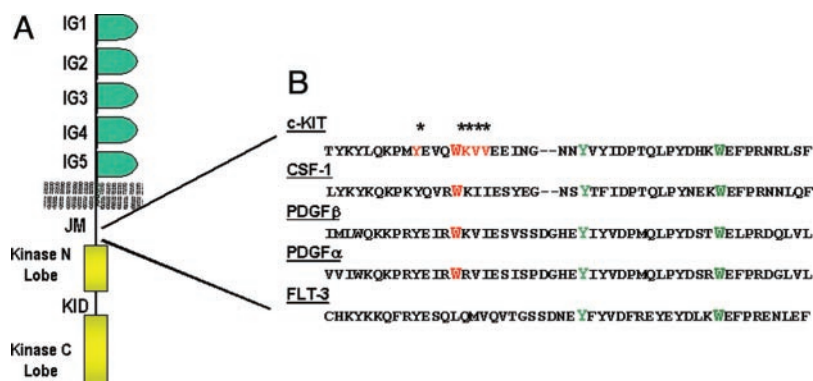 A
IG1
IG2
IG3
IG4
IG5
JM
Kinase N
Lobe
KID
Kinase C
Lobe
B
* ****
c-KIT
TYKYLQKPMYEVQWKVVEEING--NNYVYIDPTQLPYDHKWEFPRNRLSF
CSF-1
LYKYKQKPKYQVRWKIIESYEG--NSYTFIDPTQLPYNEKWEFPRNNLQF
PDGFβ
IMLWQKKPRYEIRWKVIESVSSDGHEYIYVDPMQLPYDSTWELPRDQLVL
PDGFα
VVIWKQKPRYEIRWRVIESISPDGHEYIYVDPMQLPYDSRWEFPRDGLVL
FLT-3
CHKYKKQFRYESQLQMVQVTGSSDNEYFYVDFREYEYDLKWEFPRENLEF